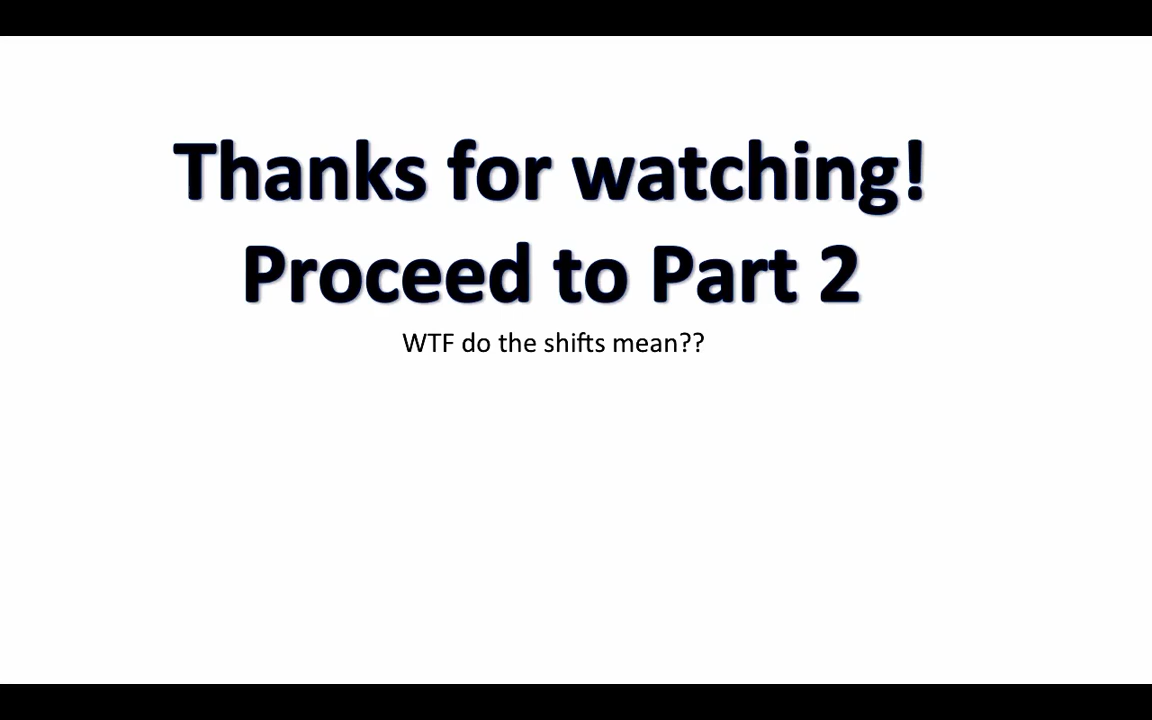 Thanks for watching!
Proceed to Part 2
WTF do the shifts mean??